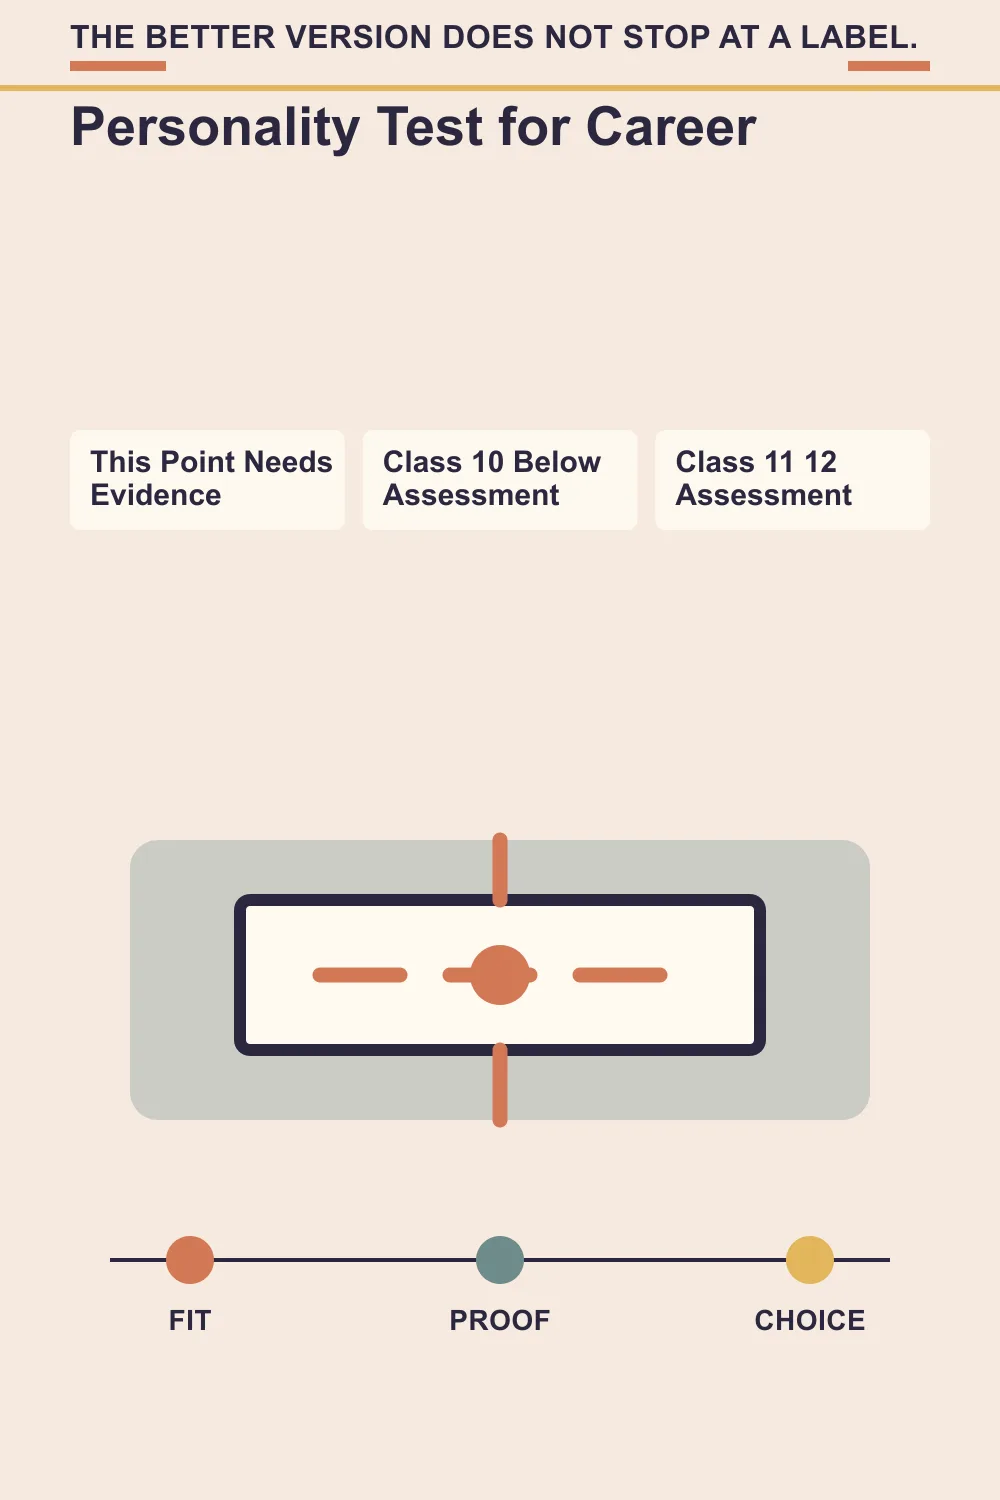 THE BETTER VERSION DOES NOT STOP AT A LABEL.
Personality Test for Career
This Point Needs
Evidence
Class 10 Below
Assessment
Class 11 12
Assessment
FIT
PROOF
CHOICE